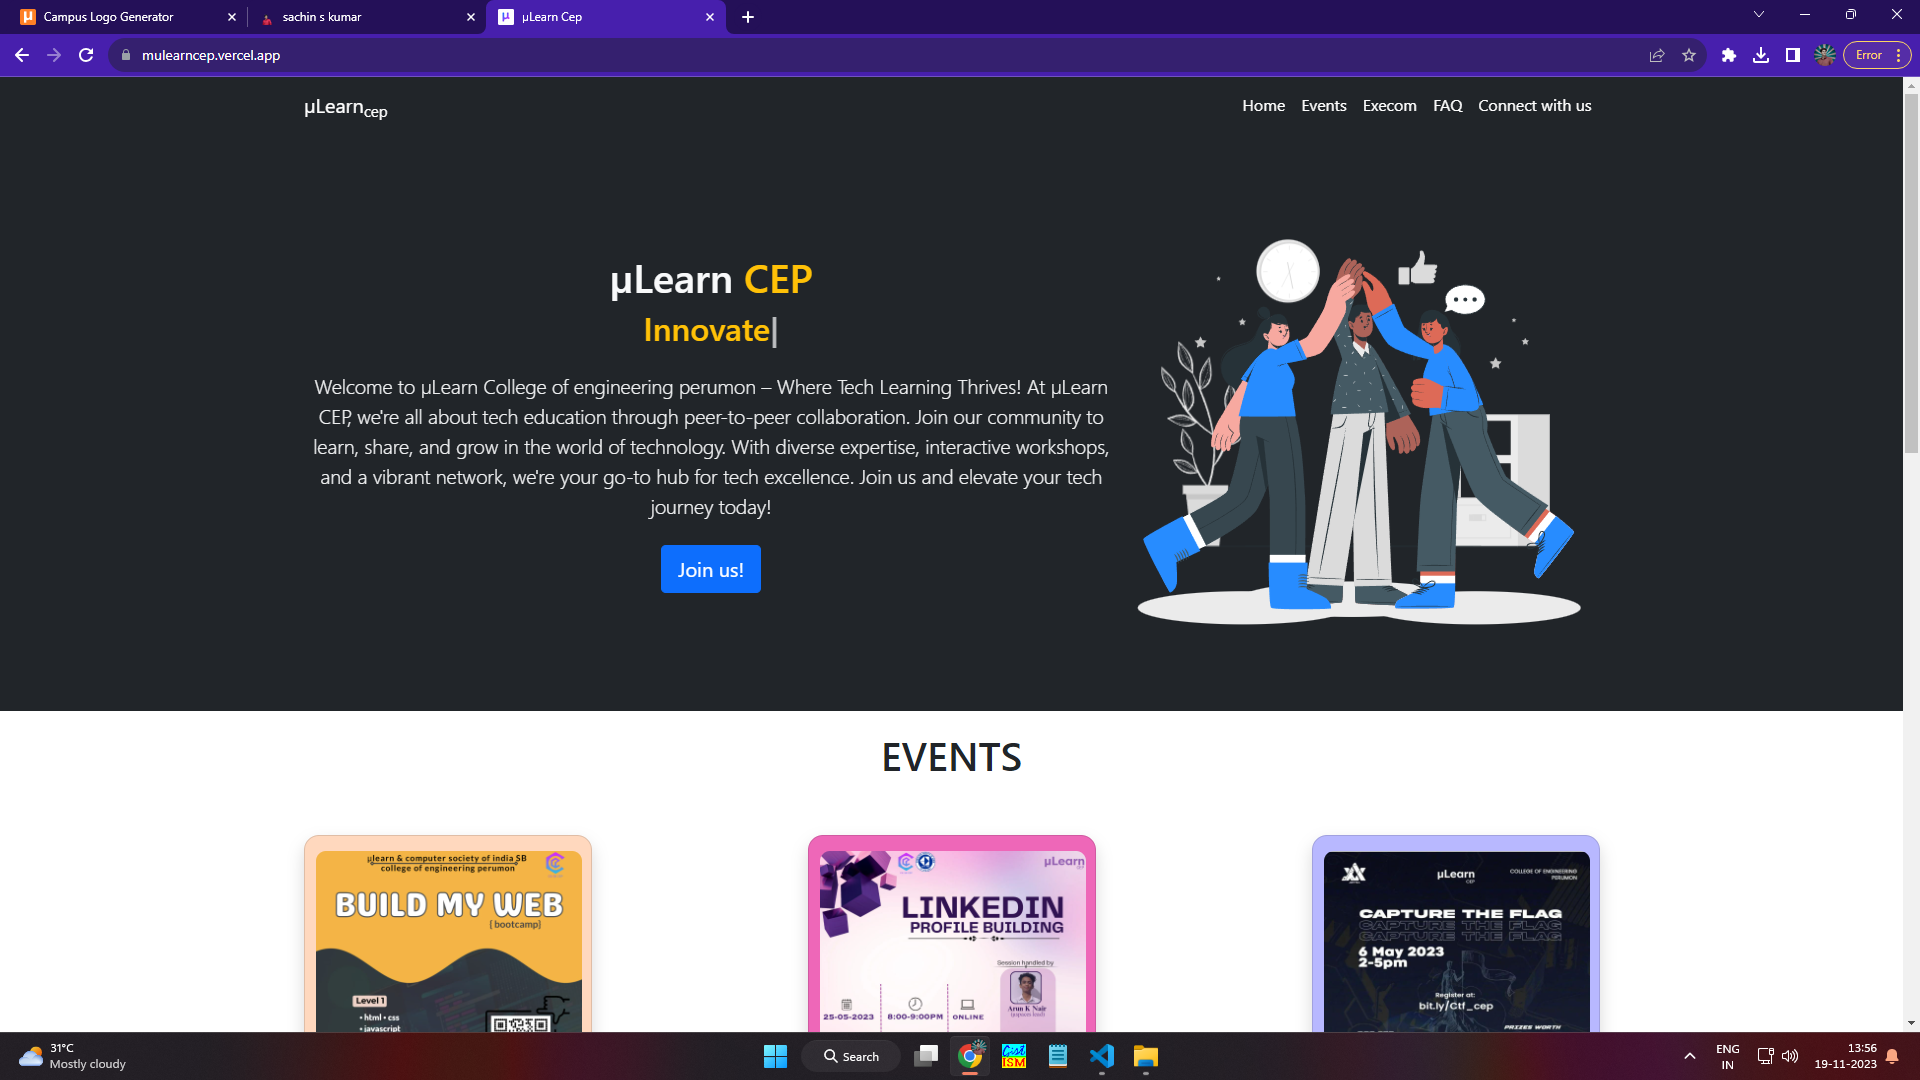 Campus Logo Generator
sachin s kumar
µLearn Cep
mulearncep.vercel.app
Error
µLearncep
Home Events Execom FAQ Connect with us
µLearn CEP
Innovate|
Welcome to µLearn College of engineering perumon – Where Tech Learning Thrives! At µLearn
CEP, we're all about tech education through peer-to-peer collaboration. Join our community to
learn, share, and grow in the world of technology. With diverse expertise, interactive workshops,
and a vibrant network, we're your go-to hub for tech excellence. Join us and elevate your tech
journey today!
Join us!
EVENTS
µlearn & computer society of india SB
college of engineering perumon
BUILD MY WEB
[bootcamp]
Level 1
• html • css
• javascript
µLearn
LINKEDIN
PROFILE BUILDING
Session handled by
Arun K Nair
25-05-2023
8:00-9:00PM
ONLINE
µLearn
CEP
COLLEGE OF ENGINEERING
PERUMON
CAPTURE THE FLAG
CAPTURE THE FLAG
CAPTURE THE FLAG
6 May 2023
2-5pm
Register at:
bit.ly/Ctf_cep
PRIZES WORTH
31°C
Mostly cloudy
Search
ENG
IN
13:56
19-11-2023